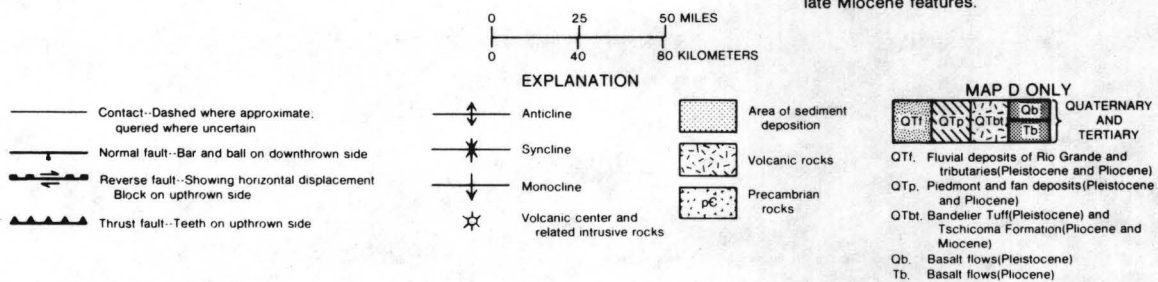 late Miocene features.
0 25 50 MILES
0 40 80 KILOMETERS
EXPLANATION
Contact--Dashed where approximate;
queried where uncertain
Normal fault--Bar and ball on downthrown side
Reverse fault--Showing horizontal displacement
Block on upthrown side
Thrust fault--Teeth on upthrown side
Anticline
Syncline
Monocline
Volcanic center and
related intrusive rocks
Area of sediment
deposition
Volcanic rocks
p€ Precambrian
rocks
MAP D ONLY
QTf QTp QTbt Qb
Tb
QUATERNARY
AND
TERTIARY
QTf. Fluvial deposits of Rio Grande and
tributaries(Pleistocene and Pliocene)
QTp. Piedmont and fan deposits(Pleistocene
and Pliocene)
QTbt. Bandelier Tuff(Pleistocene) and
Tschicoma Formation(Pliocene and
Miocene)
Qb. Basalt flows(Pleistocene)
Tb. Basalt flows(Pliocene)